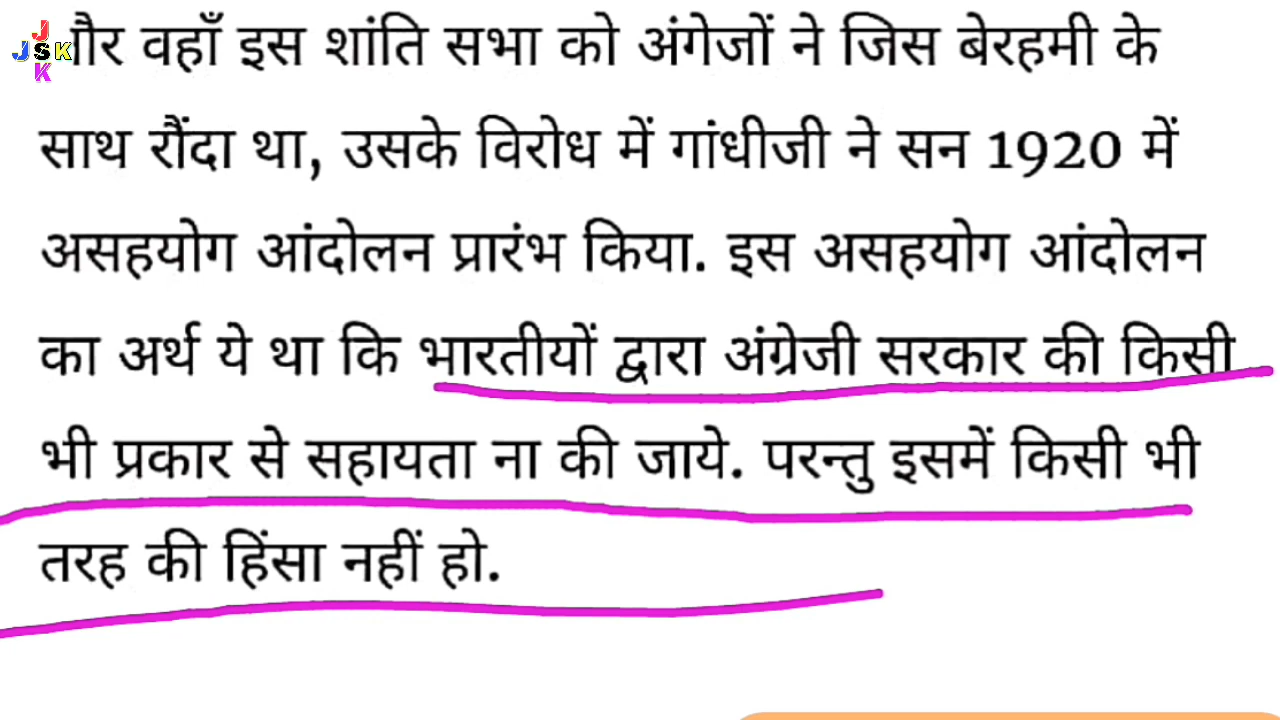 J
JSK
K
और वहाँ इस शांति सभा को अंगेजों ने जिस बेरहमी के
साथ रौंदा था, उसके विरोध में गांधीजी ने सन 1920 में
असहयोग आंदोलन प्रारंभ किया. इस असहयोग आंदोलन
का अर्थ ये था कि भारतीयों द्वारा अंग्रेजी सरकार की किसी
भी प्रकार से सहायता ना की जाये. परन्तु इसमें किसी भी
तरह की हिंसा नहीं हो.